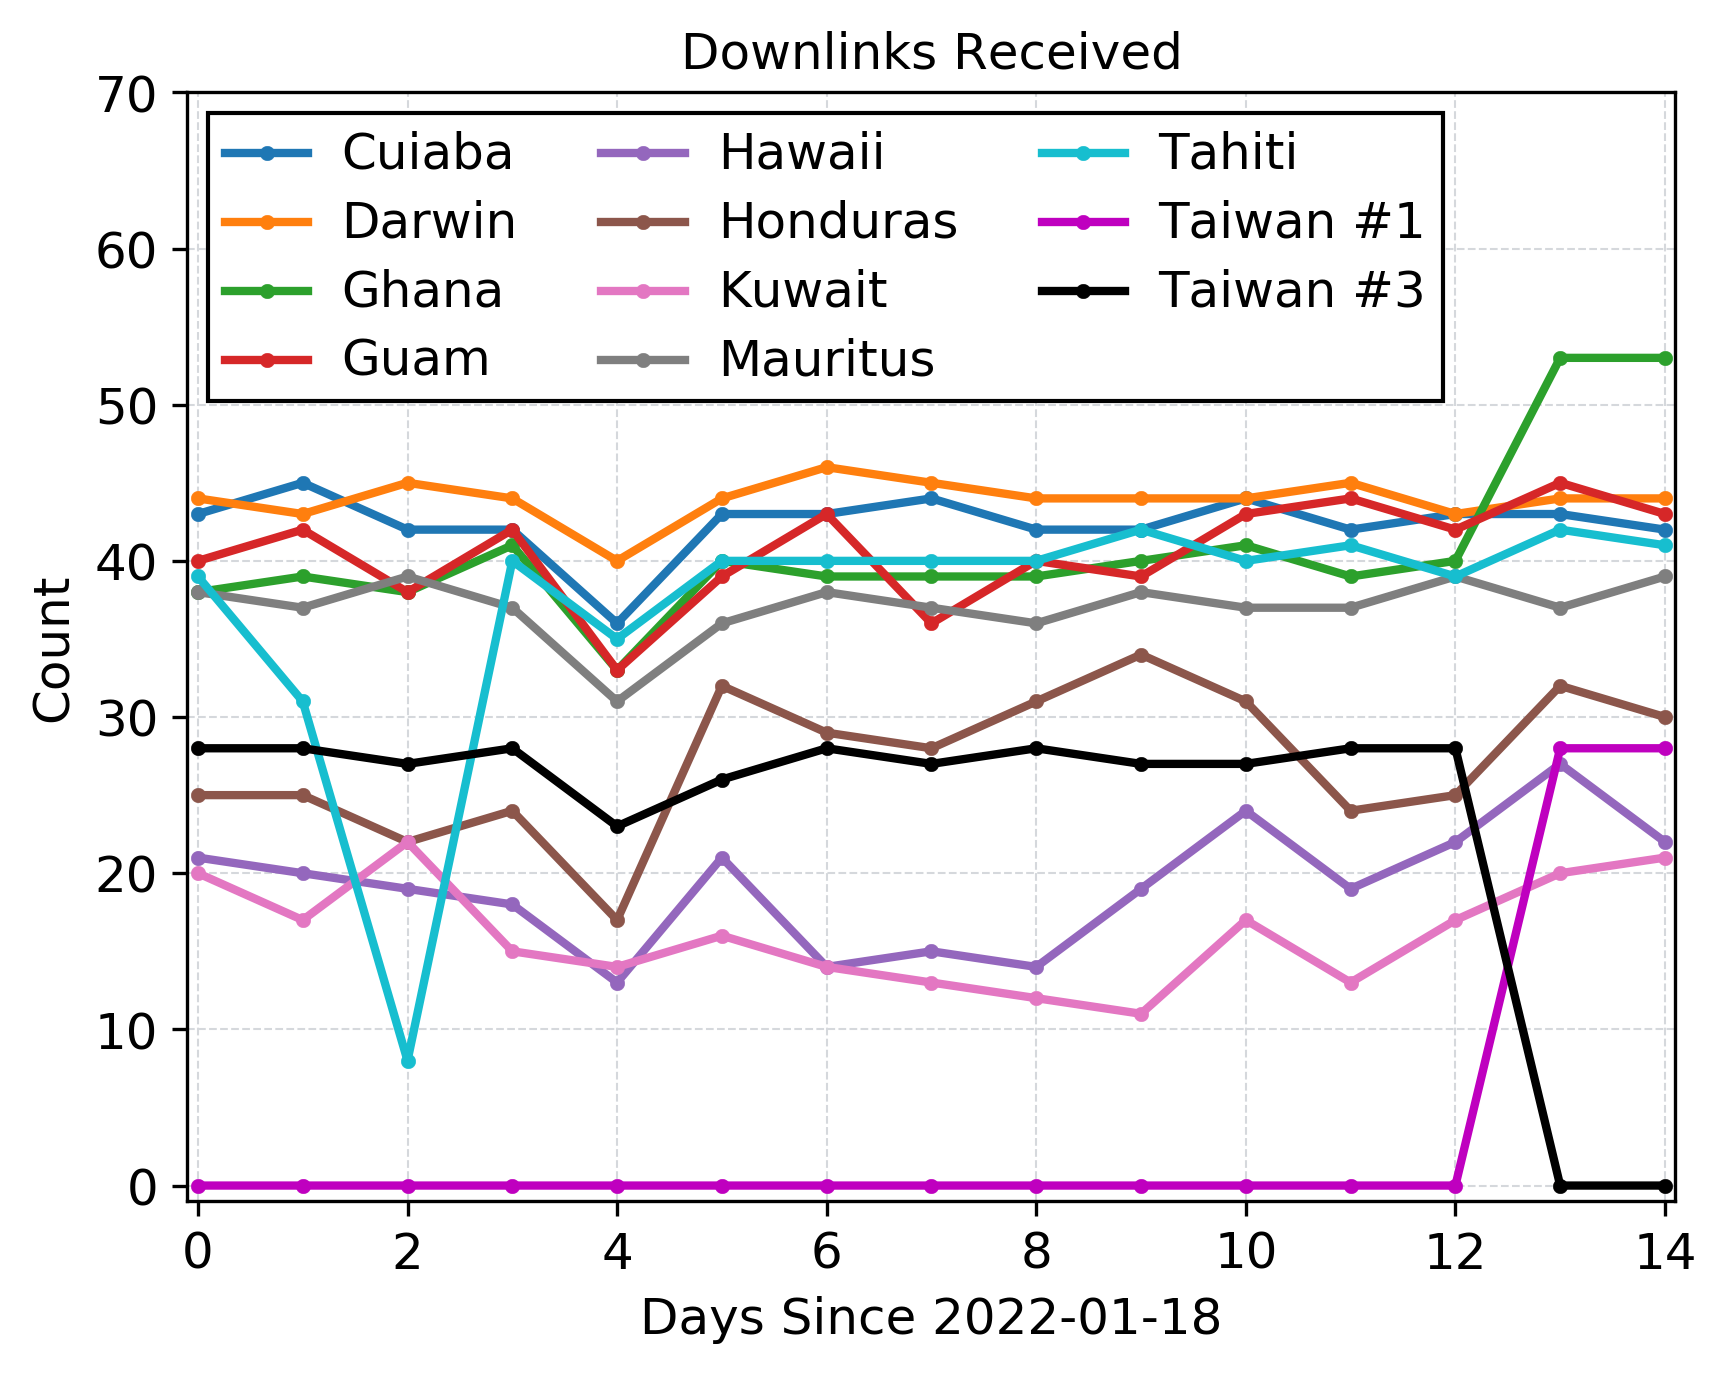 Downlinks Received
70
60
50
40
30
20
10
0
Count
Cuiaba
Darwin
Ghana
Guam
Hawaii
Honduras
Kuwait
Mauritus
Tahiti
Taiwan #1
Taiwan #3
0 2 4 6 8 10 12 14
Days Since 2022-01-18